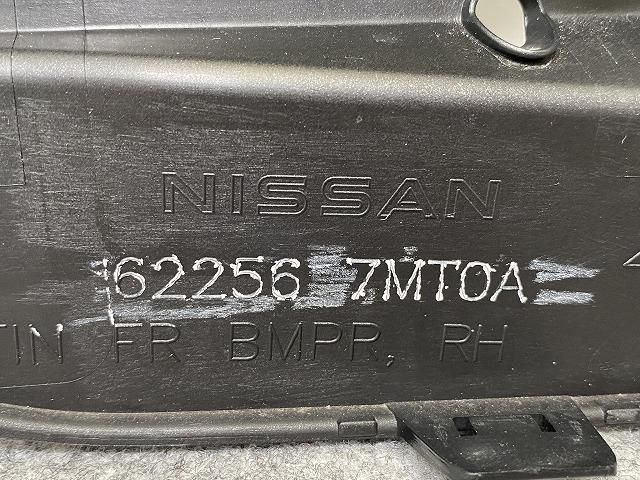 NISSAN
62256 7MT0A
FR BMPR, RH